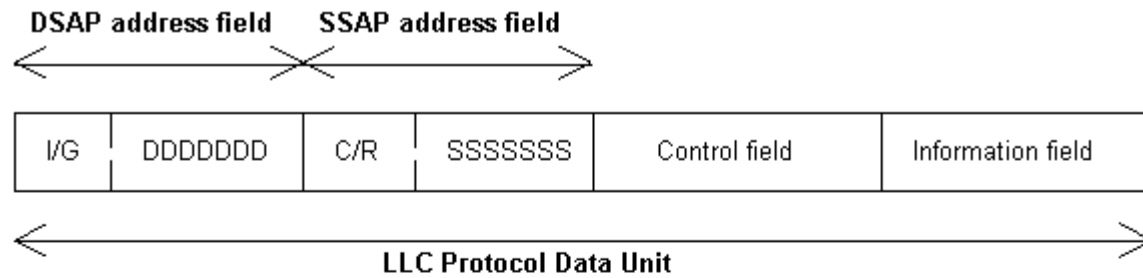 DSAP address field SSAP address field
I/G DDDDDDD C/R SSSSSSS Control field Information field
LLC Protocol Data Unit